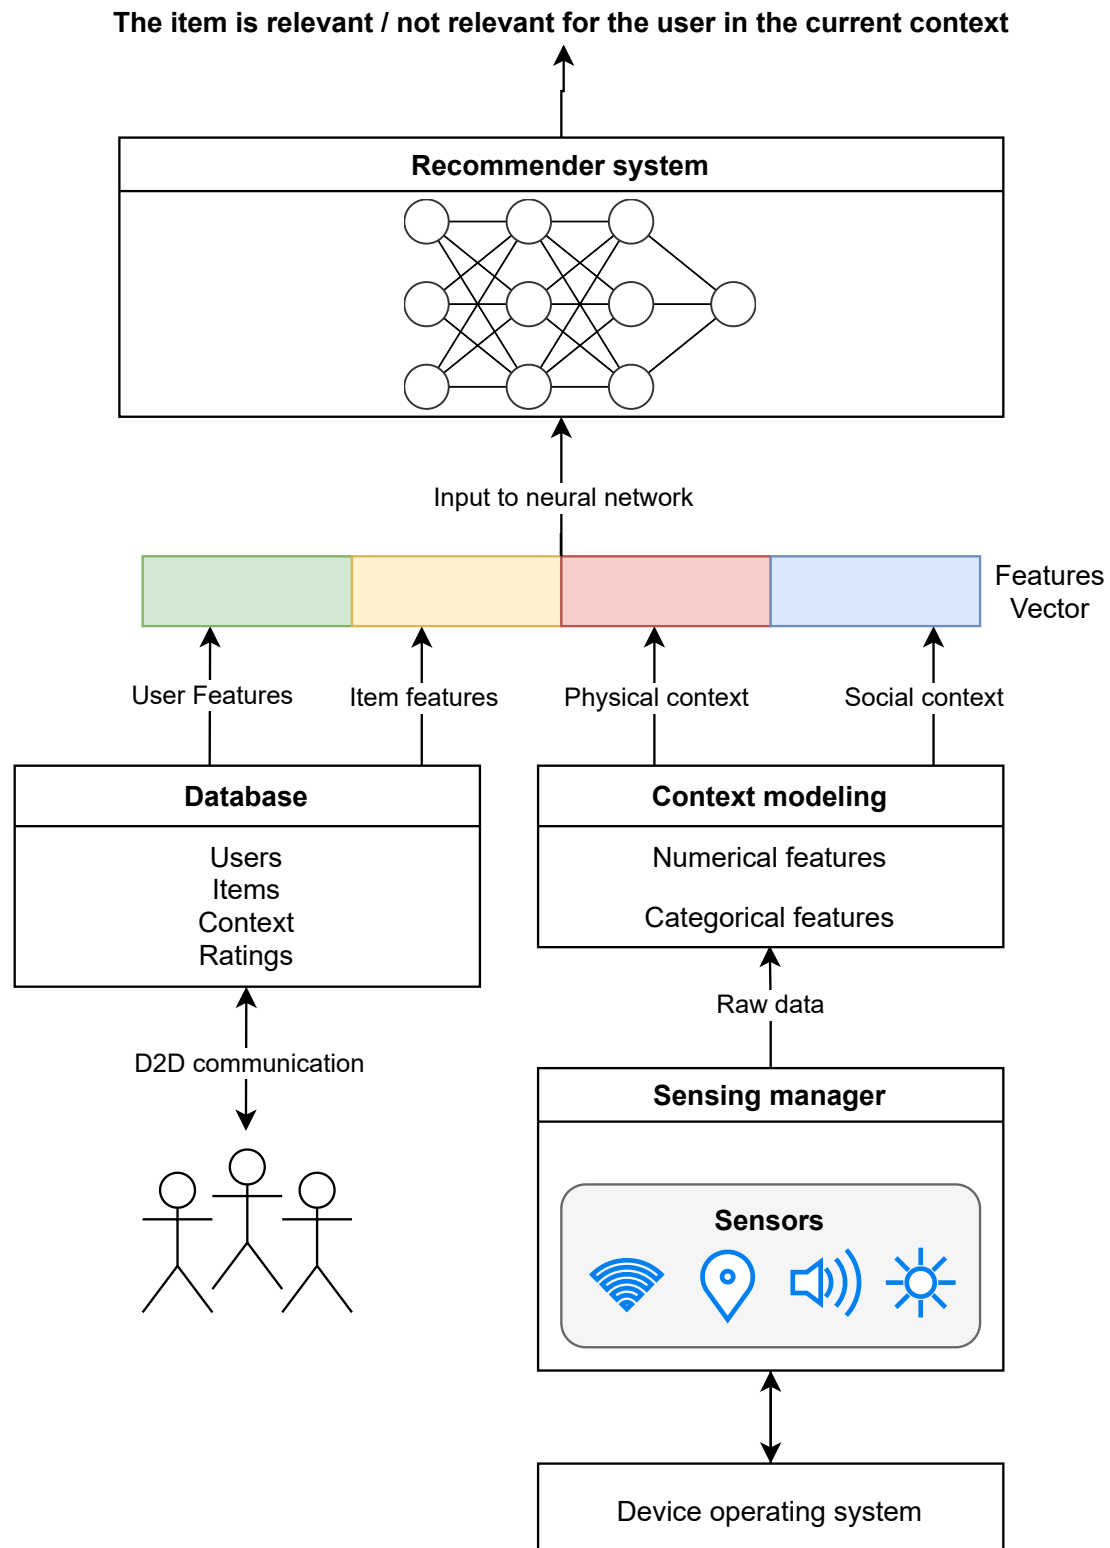 The item is relevant / not relevant for the user in the current context
Recommender system
Input to neural network
Features
Vector
User Features
Item features
Physical context
Social context
Database
Users
Items
Context
Ratings
Context modeling
Numerical features
Categorical features
Raw data
D2D communication
Sensing manager
Sensors
Device operating system